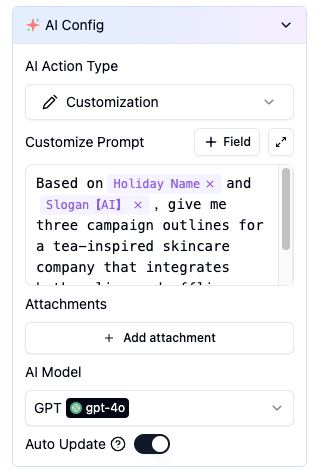 AI Config
AI Action Type
Customization
Customize Prompt
+ Field
Based on Holiday Name × and
Slogan【AI】 × , give me
three campaign outlines for
a tea-inspired skincare
company that integrates
Attachments
+ Add attachment
AI Model
GPT gpt-4o
Auto Update ?